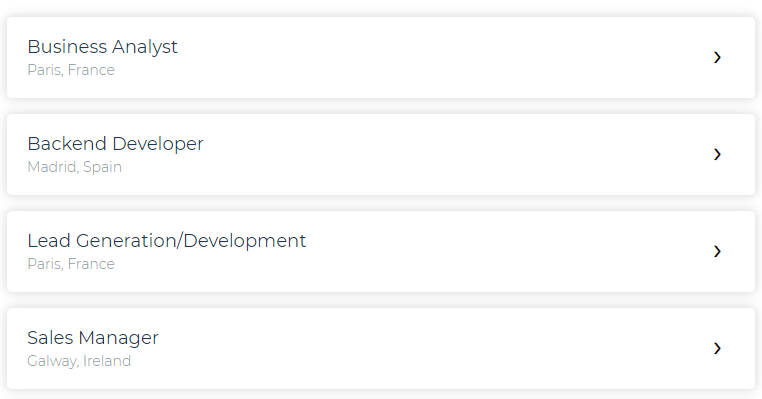 Business Analyst
Paris, France
Backend Developer
Madrid, Spain
Lead Generation/Development
Paris, France
Sales Manager
Galway, Ireland